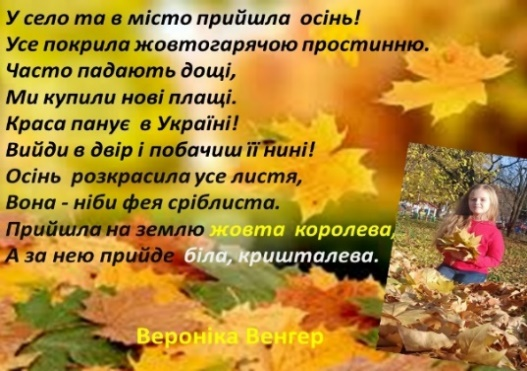 У село та в місто прийшла осінь!
Усе покрила жовтогарячою простинню.
Часто падають дощі,
Ми купили нові плащі.
Краса панує в Україні!
Вийди в двір і побачиш її нині!
Осінь розкрасила усе листя,
Вона - ніби фея срібlиста.
Прийшла на землю жовта королева,
А за нею прийде біла, кришталева.
Вероніка Венгер